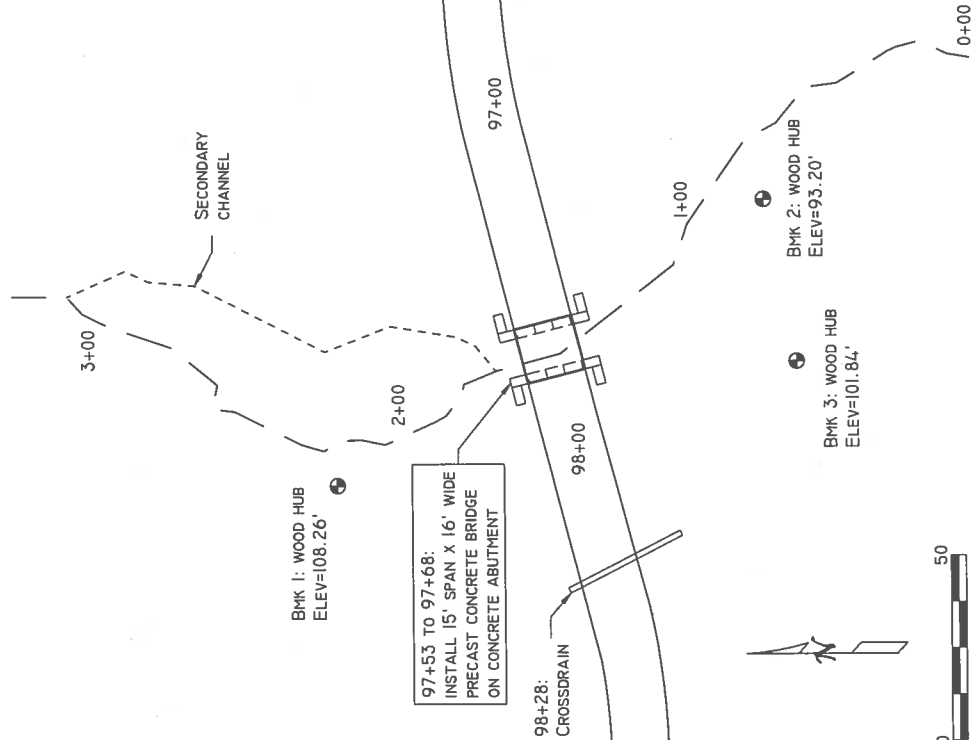 SECONDARY
CHANNEL
3+00
2+00
97+00
BMK 1: WOOD HUB
ELEV=108.26'
97+53 TO 97+68:
INSTALL 15' SPAN X 16' WIDE
PRECAST CONCRETE BRIDGE
ON CONCRETE ABUTMENT
98+28:
CROSSDRAIN
98+00
1+00
BMK 2: WOOD HUB
ELEV=93.20'
BMK 3: WOOD HUB
ELEV=101.84'
0+00
N
50